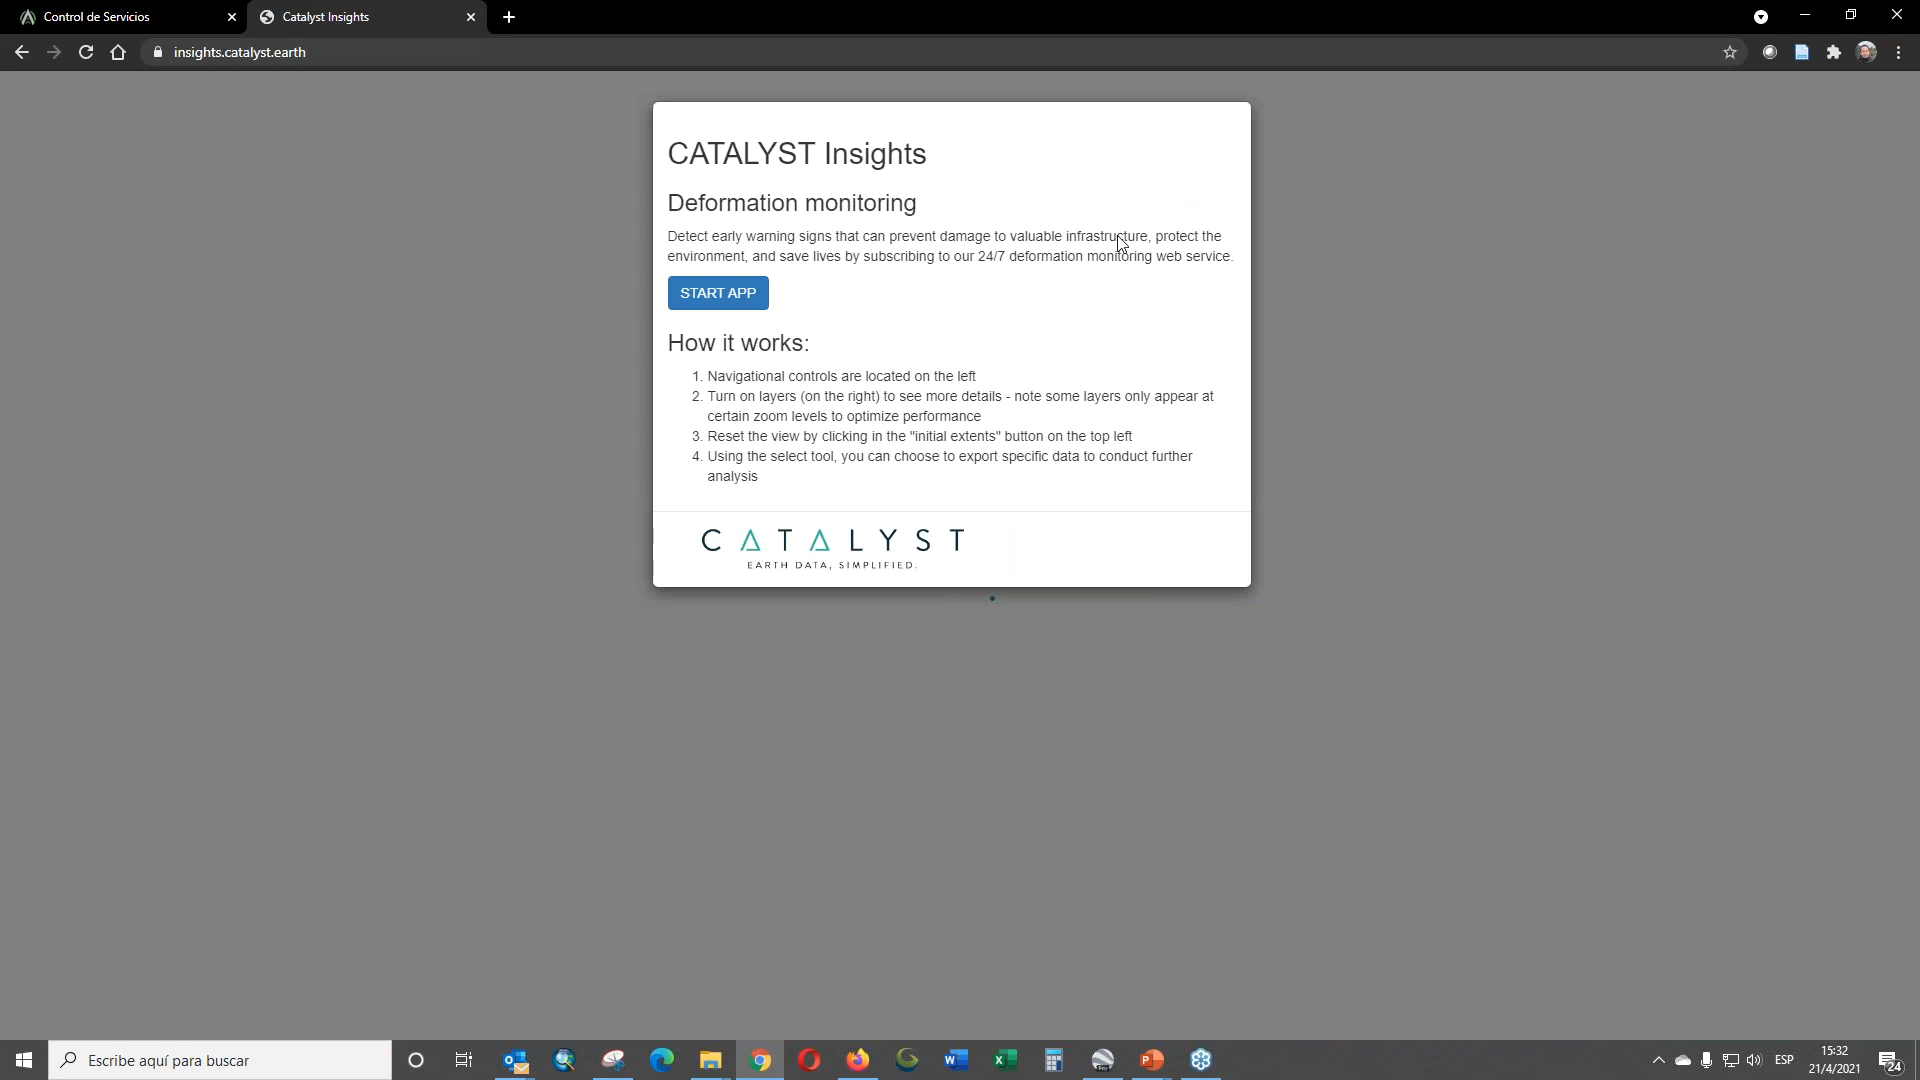 Control de Servicios
Catalyst Insights
insights.catalyst.earth
CATALYST Insights
Deformation monitoring
Detect early warning signs that can prevent damage to valuable infrastructure, protect the
environment, and save lives by subscribing to our 24/7 deformation monitoring web service.
START APP
How it works:
1. Navigational controls are located on the left
2. Turn on layers (on the right) to see more details - note some layers only appear at
certain zoom levels to optimize performance
3. Reset the view by clicking in the "initial extents" button on the top left
4. Using the select tool, you can choose to export specific data to conduct further
analysis
CATALYST
EARTH DATA, SIMPLIFIED.
Escribe aquí para buscar
ESP
15:32
21/4/2021
24